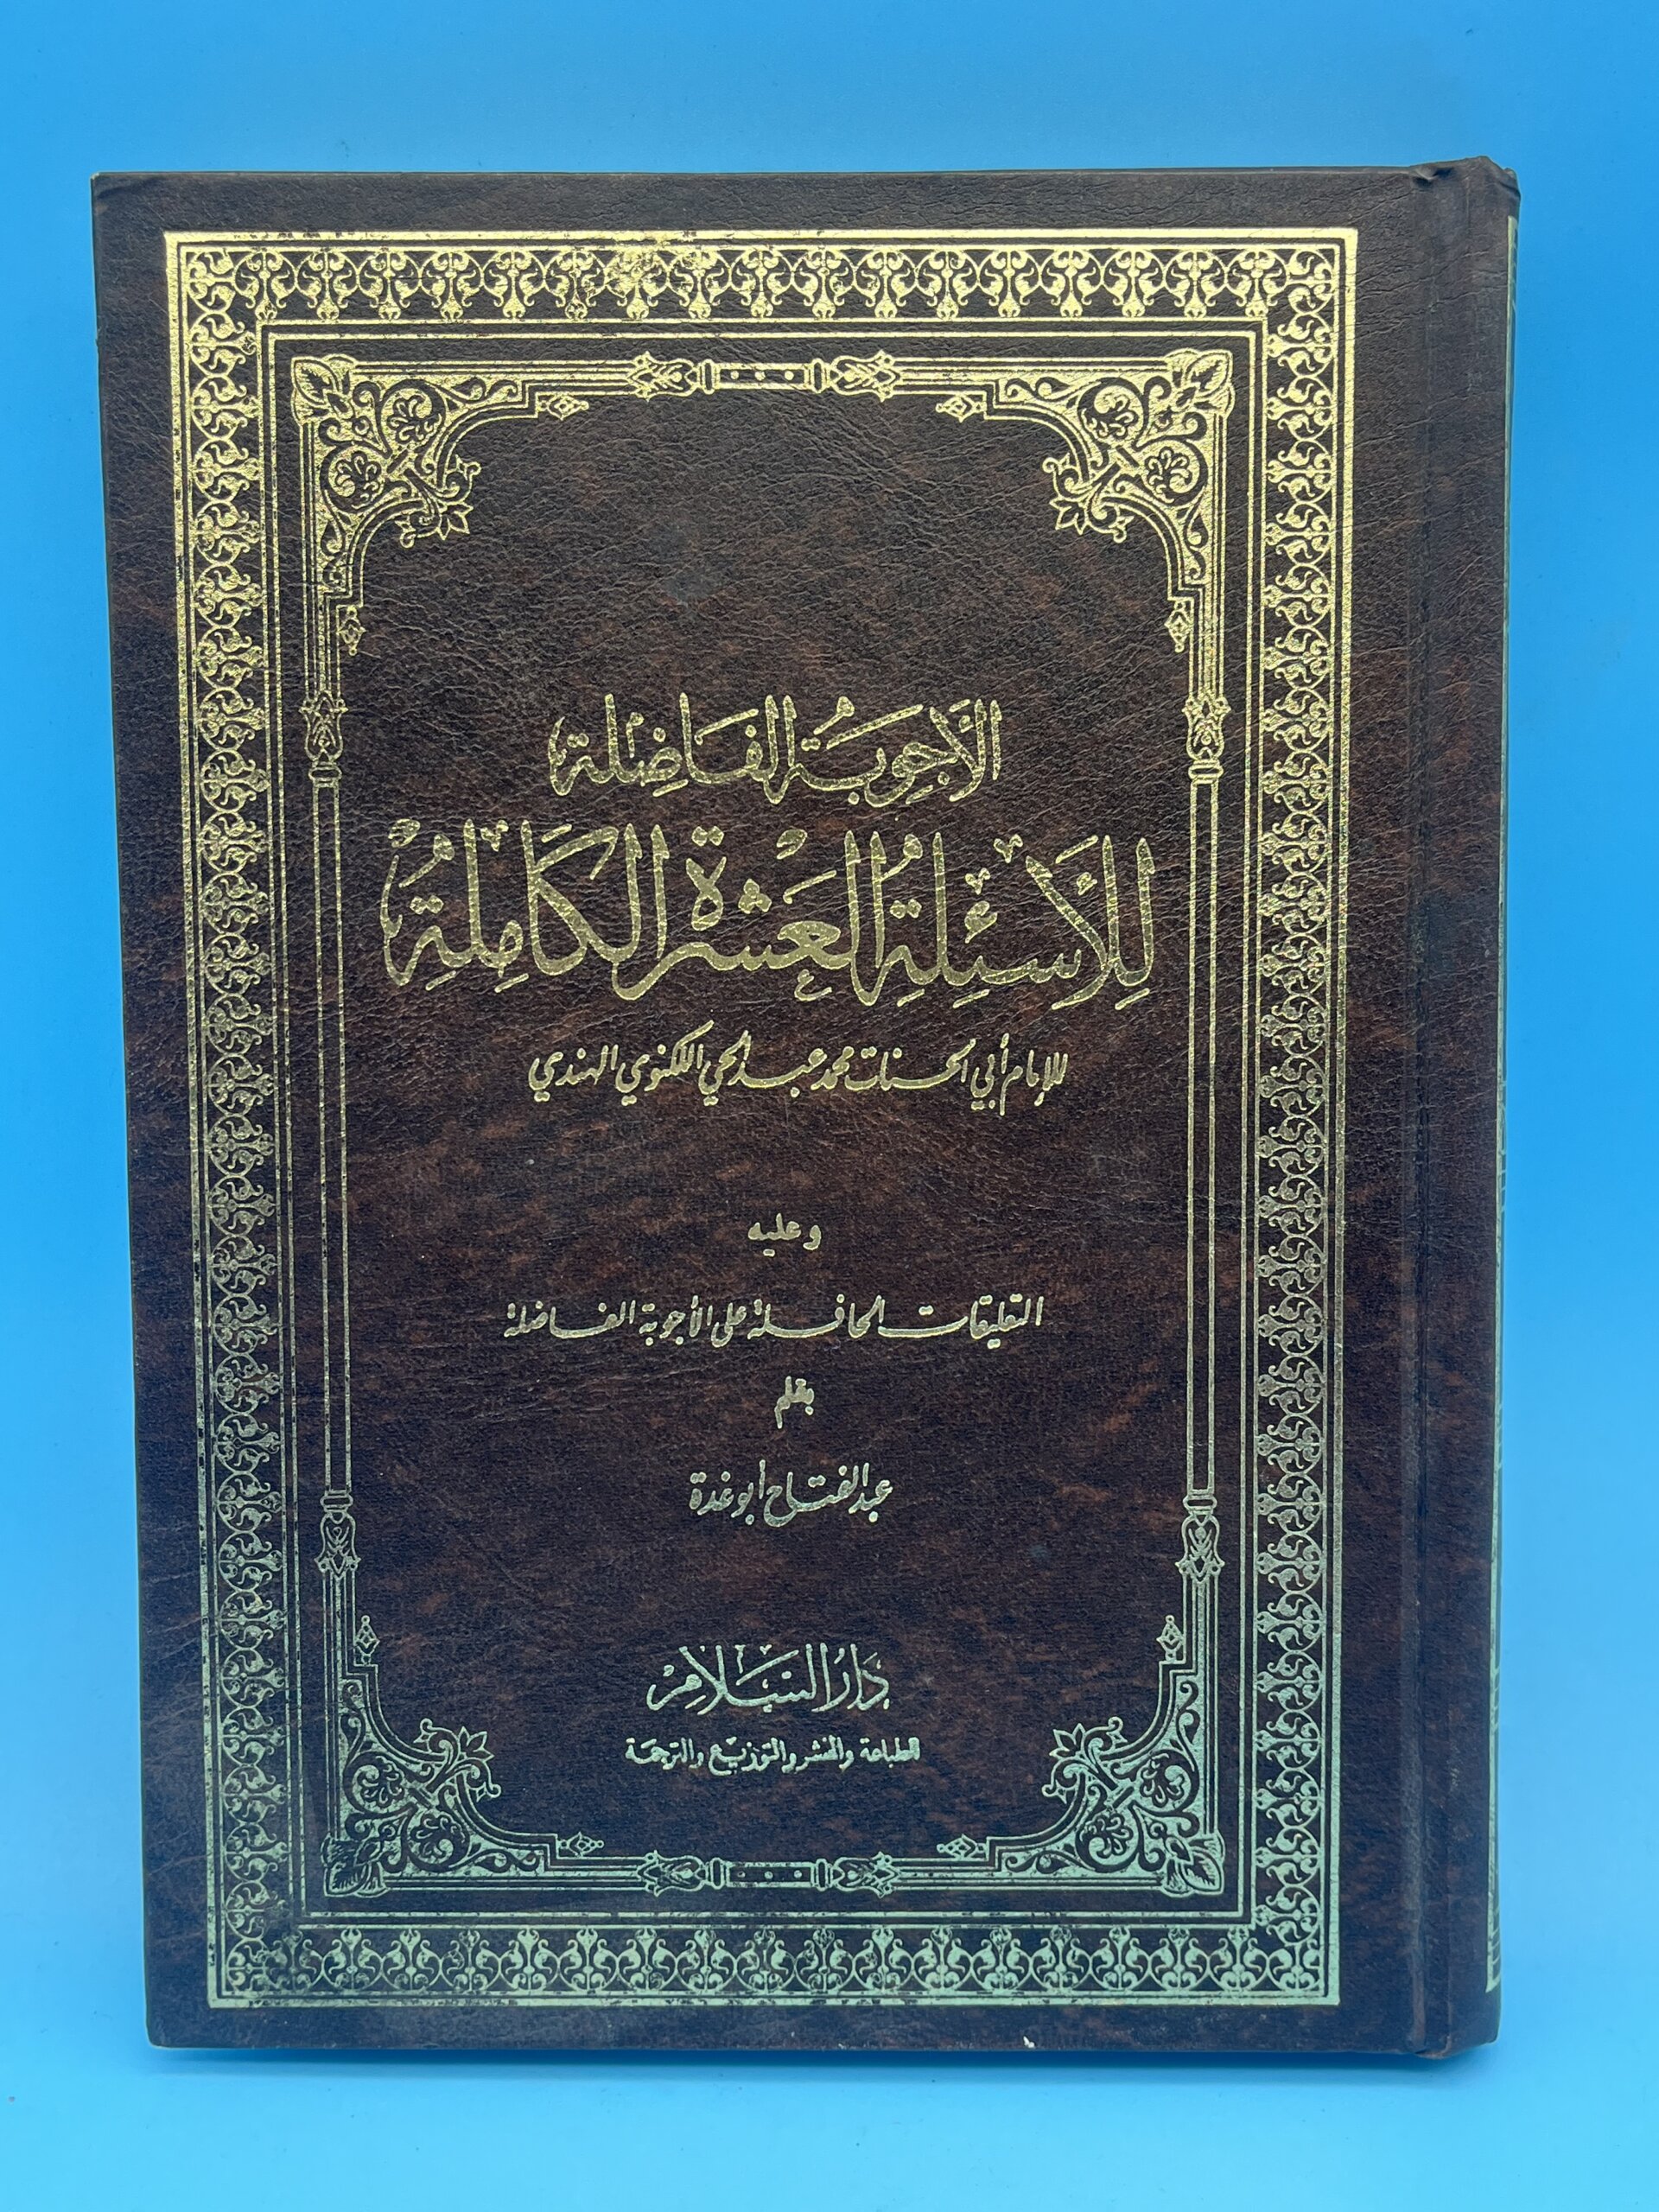 الأجوبة الفاضلة
للأسئلة العشرة الكاملة
للإمام أبي الحسنات محمد عبد الحي اللكنوي الهندي
وعليه
التعليقات الحافلة على الأجوبة الفاضلة
بقلم
عبد الفتاح أبو غدة
دار السلام
للطباعة والنشر والتوزيع والترجمة